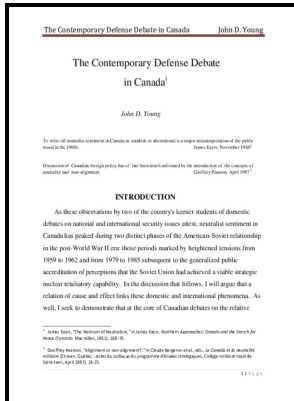 The Contemporary Defense Debate in Canada John D. Young
The Contemporary Defense Debate
in Canadaⁱ
John D. Young
To write off neutralist sentiment in Canada as crankish or aberrational is a major misinterpretation of the public
mood in the 1960s. James Eayrs, November 1960¹
Discussion of Canadian foreign policy has of late been much enlivened by the introduction of the concepts of
neutrality and non-alignment. Geoffrey Pearson, April 1987²
INTRODUCTION
As these observations by two of the country's keener students of domestic
debates on national and international security issues attest, neutralist sentiment in
Canada has peaked during two distinct phases of the American-Soviet relationship
in the post-World War II era: those periods marked by heightened tensions from
1959 to 1962 and from 1979 to 1985 subsequent to the generalized public
accreditation of perceptions that the Soviet Union had achieved a viable strategic
nuclear retaliatory capability. In the discussion that follows, I will argue that a
relation of cause and effect links these domestic and international phenomena. As
well, I seek to demonstrate that at the core of Canadian debates on the relative
¹ James Eayrs, "The Nostrum of Neutralism," in James Eayrs, Northern Approaches: Canada and the Search for
Peace (Toronto: Macmillan, 1961), 168-79.
² Geoffrey Pearson, "Alignment or non-alignment?," in Claude Bergeron et al., eds., Le Canada et la neutralité
militaire (St-Jean, Québec: Actes du colloque du programme d'études stratégiques, Collège militaire royal de
Saint-Jean, April 1987), 16-21
1 | Page